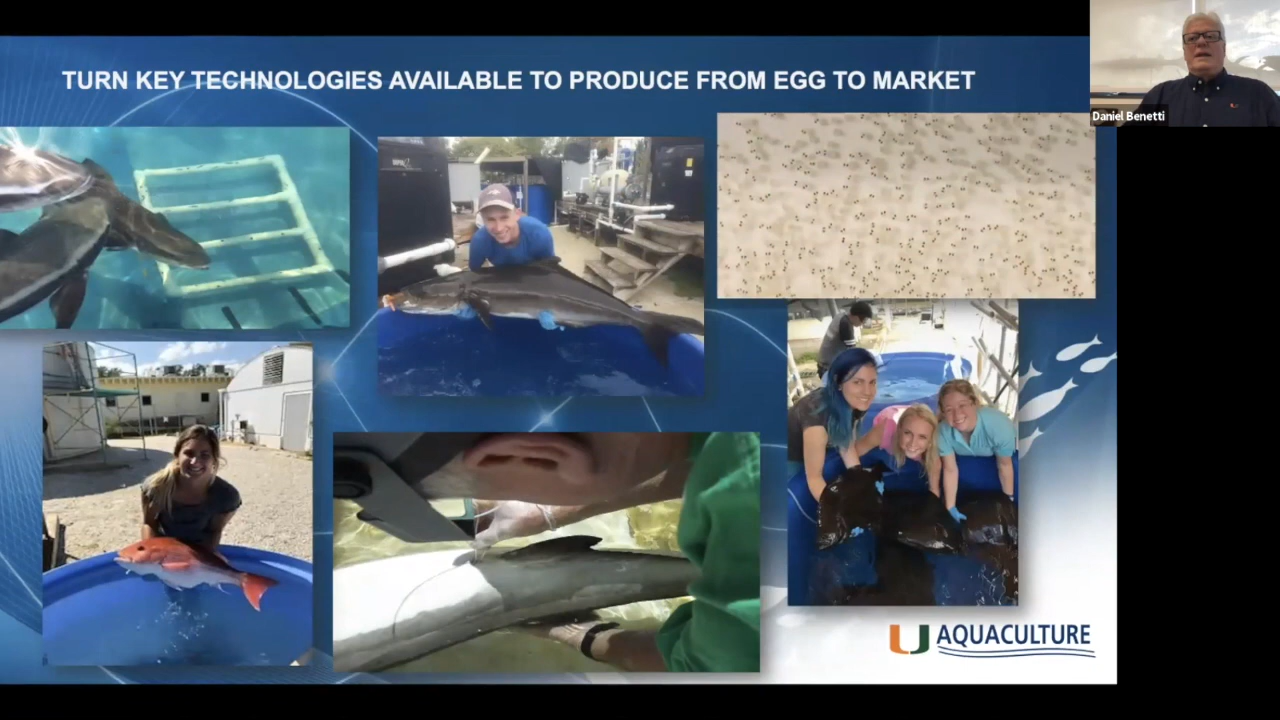 TURN KEY TECHNOLOGIES AVAILABLE TO PRODUCE FROM EGG TO MARKET
Daniel Benetti
U AQUACULTURE